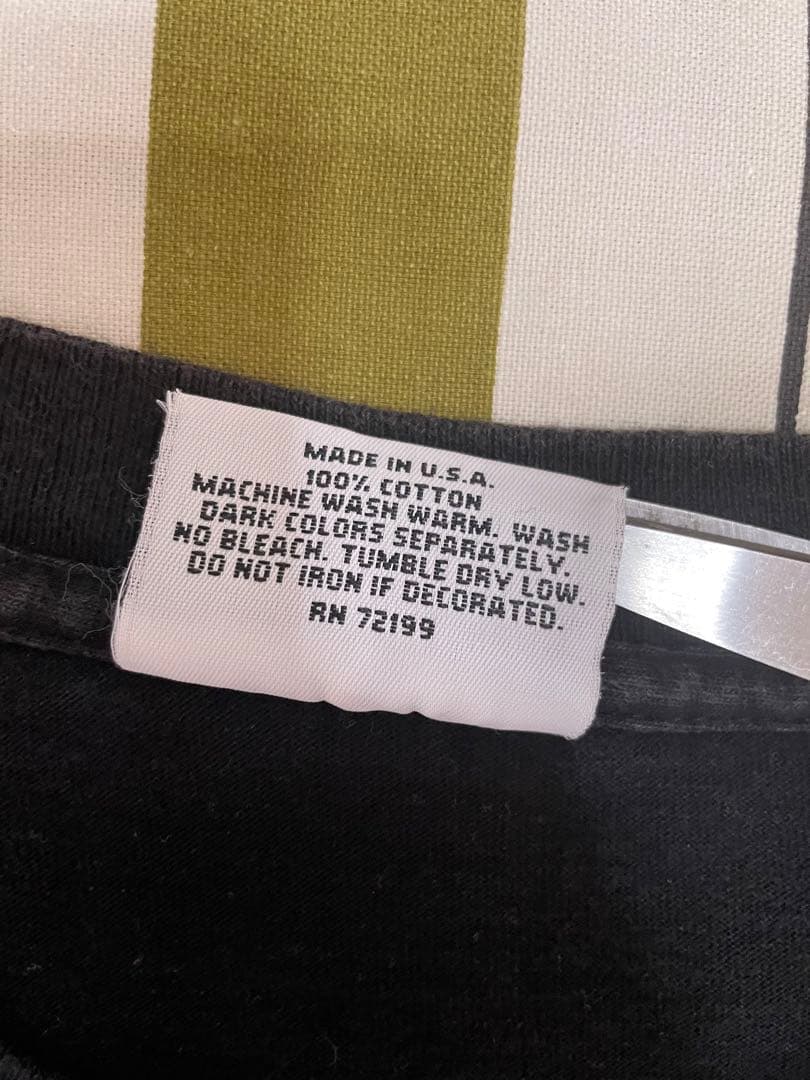 MADE IN U.S.A.
100% COTTON
MACHINE WASH WARM. WASH
DARK COLORS SEPARATELY.
NO BLEACH. TUMBLE DRY LOW.
DO NOT IRON IF DECORATED.
RN 72199